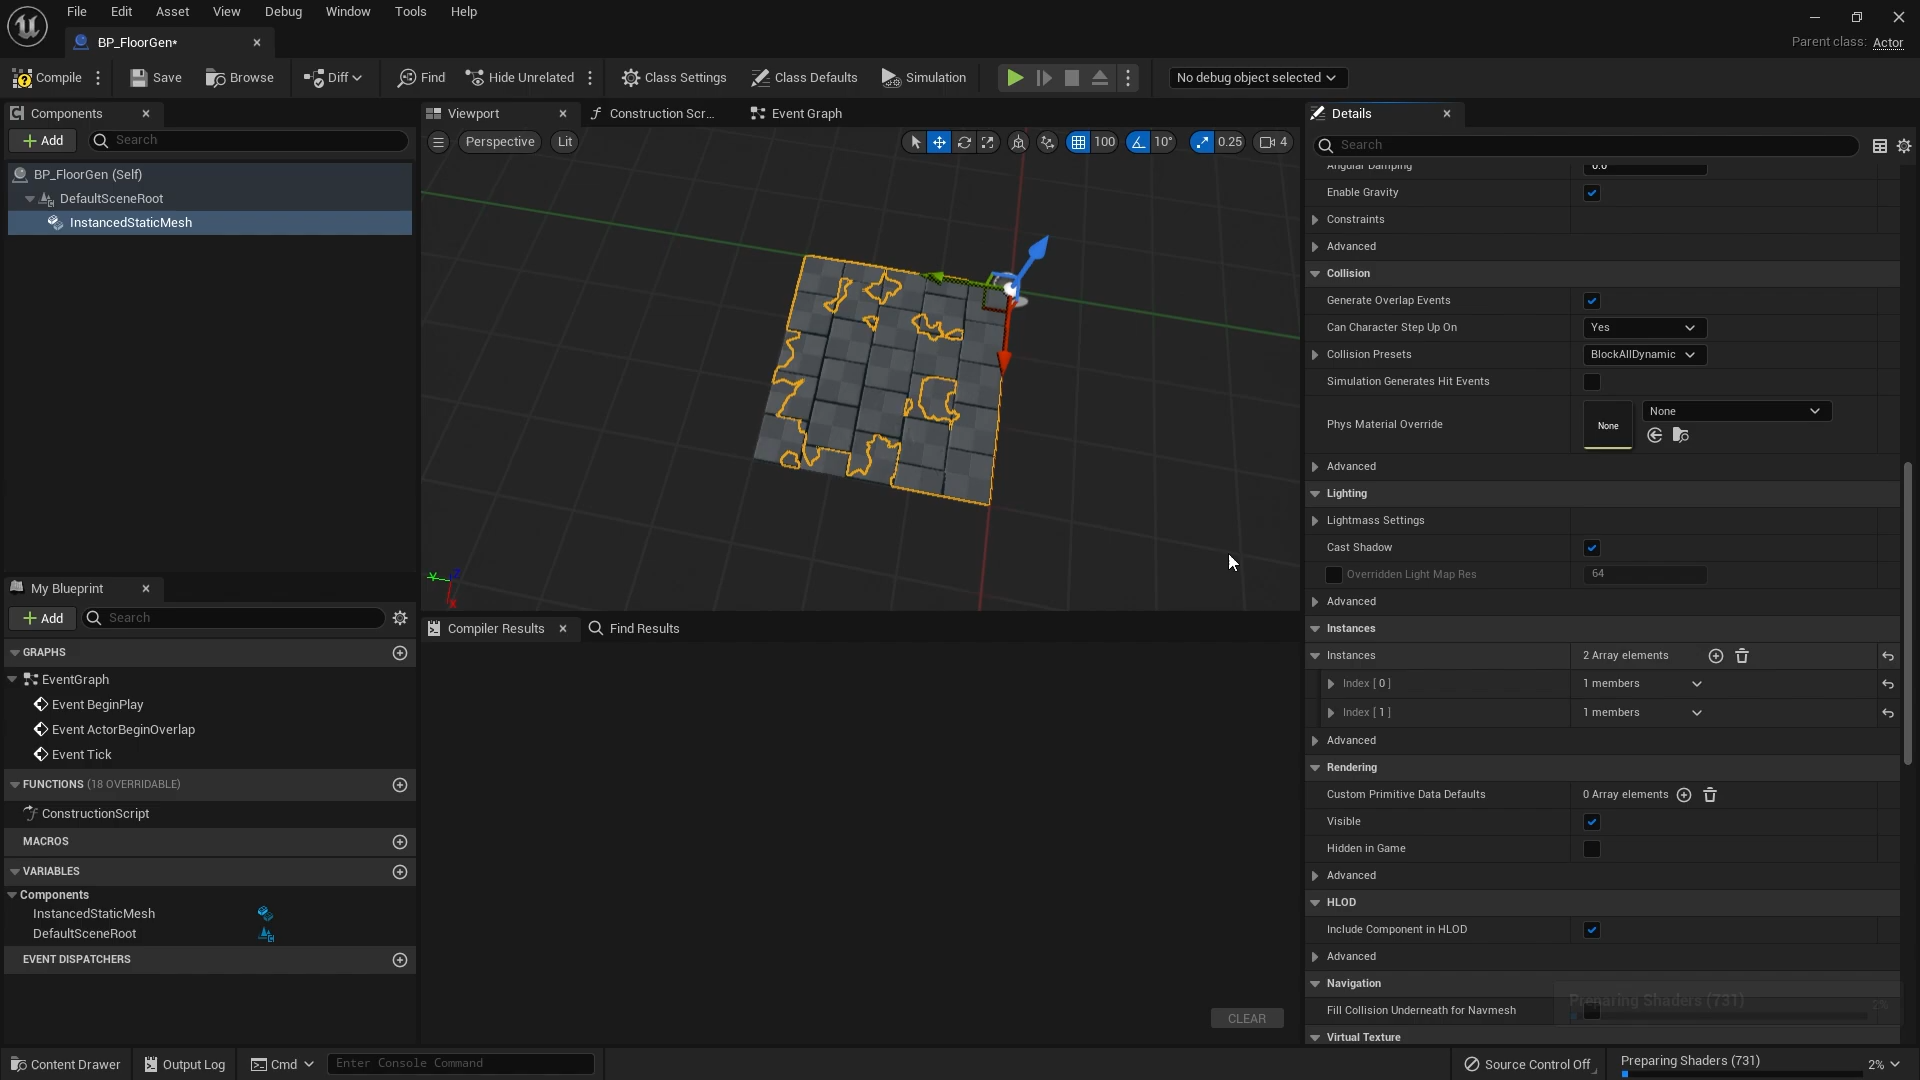 File Edit Asset View Debug Window Tools Help
BP_FloorGen*
Parent class: Actor
Compile Save Browse Diff Find Hide Unrelated Class Settings Class Defaults Simulation No debug object selected
Components
Add Search
BP_FloorGen (Self)
DefaultSceneRoot
InstancedStaticMesh
My Blueprint
Add Search
GRAPHS
EventGraph
Event BeginPlay
Event ActorBeginOverlap
Event Tick
FUNCTIONS (18 OVERRIDABLE)
ConstructionScript
MACROS
VARIABLES
Components
InstancedStaticMesh
DefaultSceneRoot
EVENT DISPATCHERS
Viewport Construction Scr... Event Graph
Perspective Lit 100 10° 0.25 4
Y Z
X
Compiler Results Find Results
CLEAR
Details
Search
Angular Damping 0.0
Enable Gravity
Constraints
Advanced
Collision
Generate Overlap Events
Can Character Step Up On Yes
Collision Presets BlockAllDynamic
Simulation Generates Hit Events
Phys Material Override None None
Advanced
Lighting
Lightmass Settings
Cast Shadow
Overridden Light Map Res 64
Advanced
Instances
Instances 2 Array elements
Index [ 0 ] 1 members
Index [ 1 ] 1 members
Advanced
Rendering
Custom Primitive Data Defaults 0 Array elements
Visible
Hidden in Game
Advanced
HLOD
Include Component in HLOD
Advanced
Navigation
Preparing Shaders (731) 2%
Fill Collision Underneath for Navmesh
Virtual Texture
Content Drawer Output Log Cmd Enter Console Command Source Control Off Preparing Shaders (731) 2%